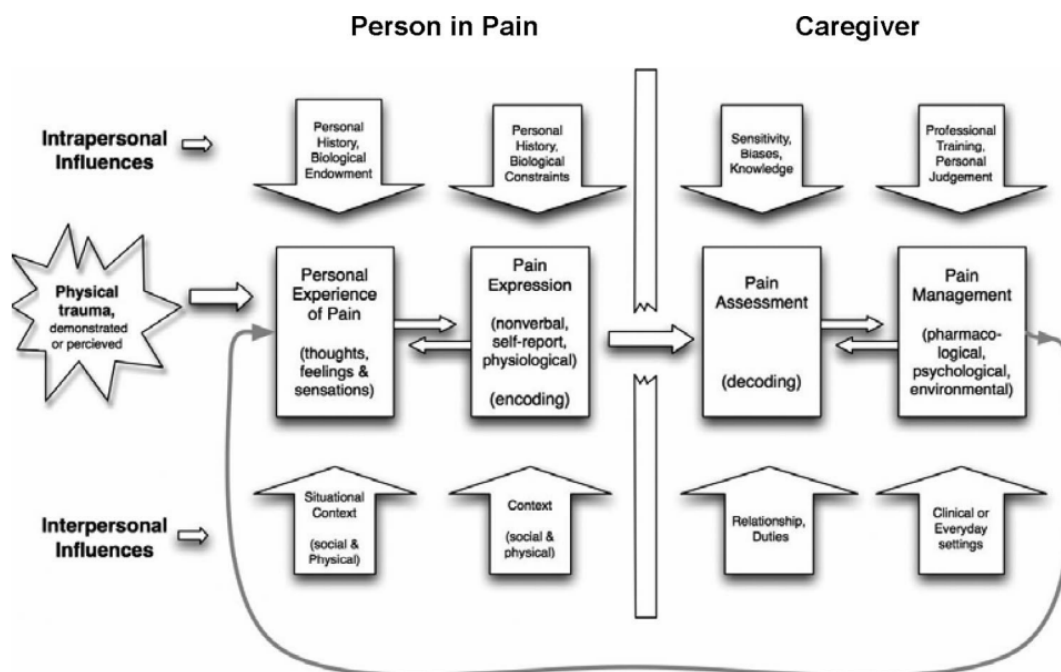 Person in Pain
Caregiver
Intrapersonal
Influences
Personal
History,
Biological
Endowment
Personal
History,
Biological
Constraints
Sensitivity,
Biases,
Knowledge
Professional
Training,
Personal
Judgement
Physical
trauma,
demonstrated
or percieved
Personal
Experience
of Pain
(thoughts,
feelings &
sensations)
Pain
Expression
(nonverbal,
self-report,
physiological)
(encoding)
Pain
Assessment
(decoding)
Pain
Management
(pharmaco-
logical,
psychological,
environmental)
Interpersonal
Influences
Situational
Context
(social &
Physical)
Context
(social &
physical)
Relationship,
Duties
Clinical or
Everyday
settings